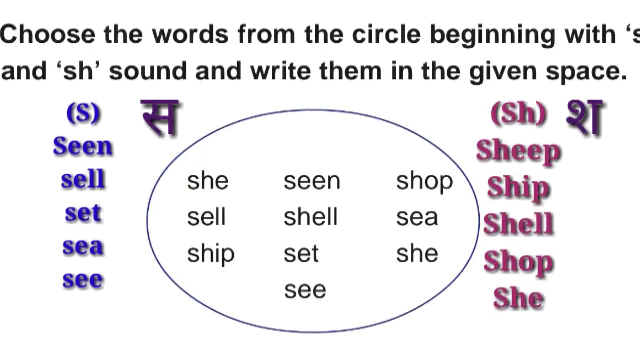 Choose the words from the circle beginning with ‘s
and ‘sh’ sound and write them in the given space.
(S) स
Seen
sell
set
sea
see
she seen shop
sell shell sea
ship set she
see
(Sh) श
Sheep
Ship
Shell
Shop
She